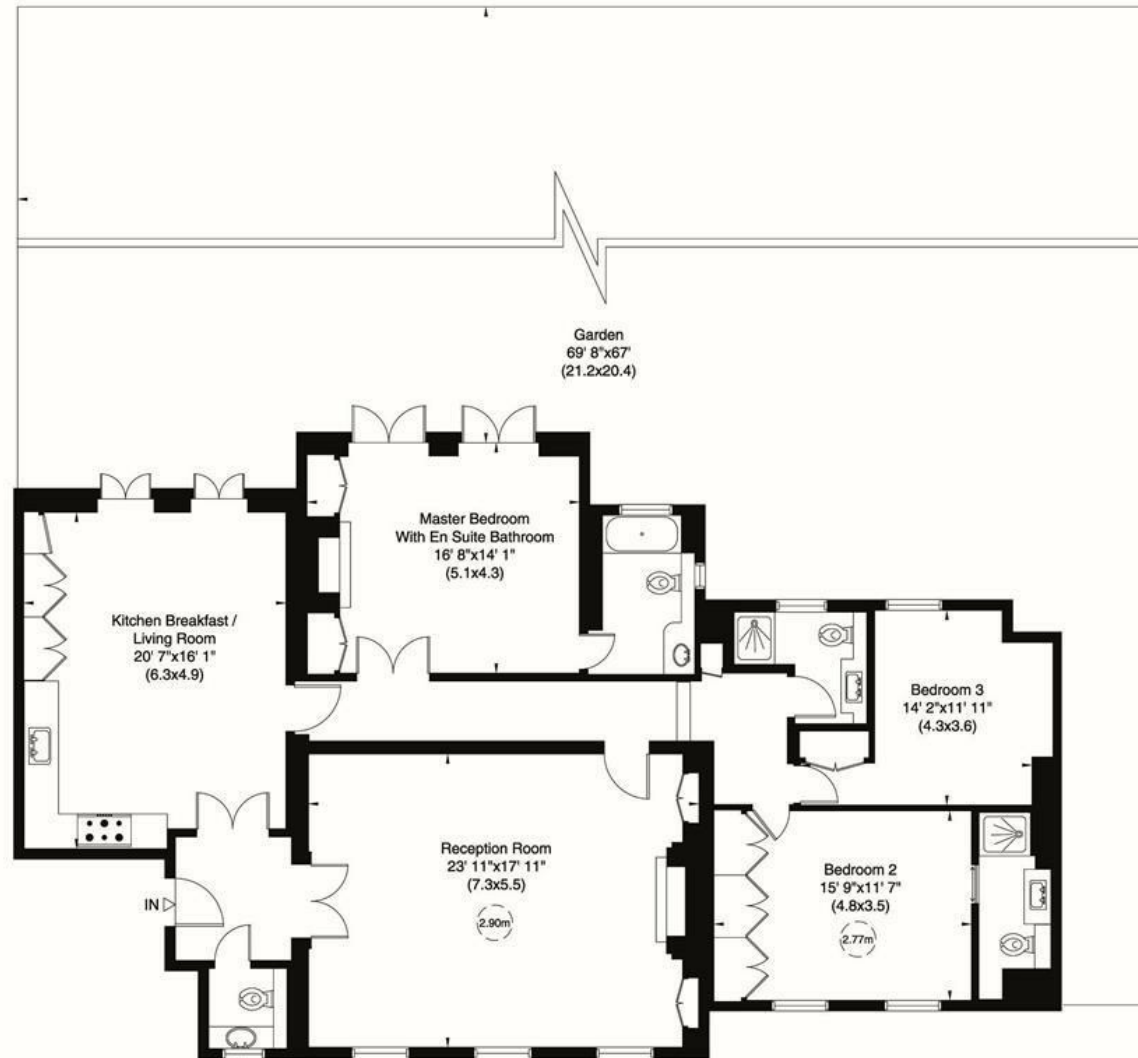 Garden
69' 8"x67'
(21.2x20.4)
Master Bedroom
With En Suite Bathroom
16' 8"x14' 1"
(5.1x4.3)
Kitchen Breakfast /
Living Room
20' 7"x16' 1"
(6.3x4.9)
Bedroom 3
14' 2"x11' 11"
(4.3x3.6)
Reception Room
23' 11"x17' 11"
(7.3x5.5)
2.90m
Bedroom 2
15' 9"x11' 7"
(4.8x3.5)
2.77m
IN